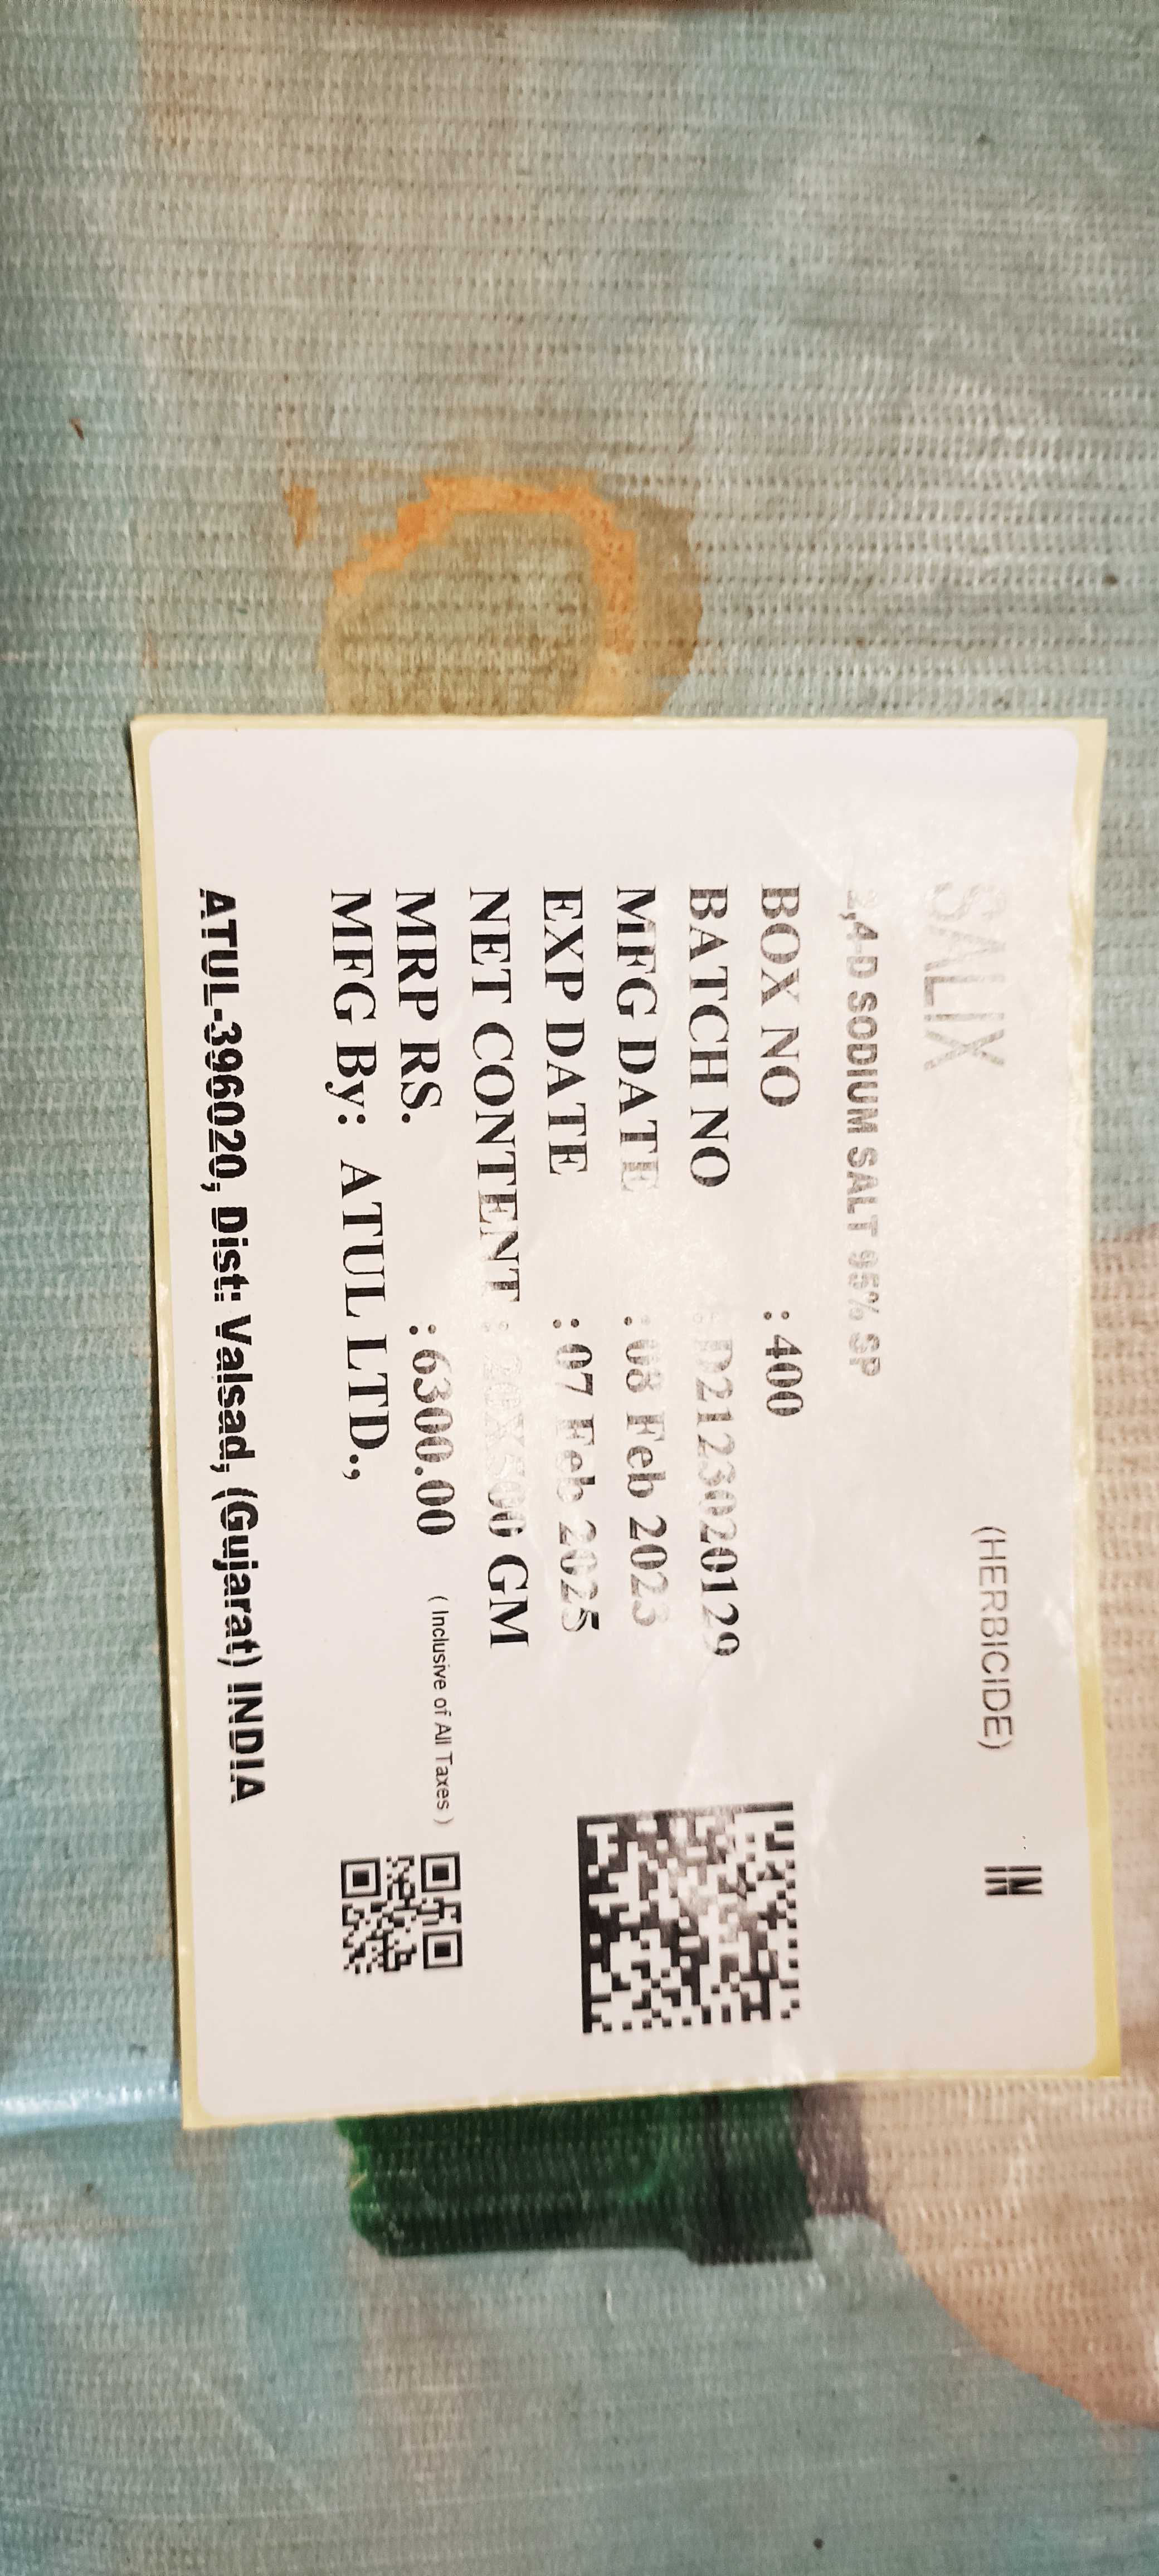 SALIX (HERBICIDE) IN
2,4-D SODIUM SALT 95% SP
BOX NO :400
BATCH NO
MFG DATE :08 Feb 2023
EXP DATE :07 Feb 2025
NET CONTENT : GM
MRP RS. :6300.00 ( Inclusive of All Taxes )
MFG By: ATUL LTD.,
ATUL-396020, Dist: Valsad, (Gujarat) INDIA